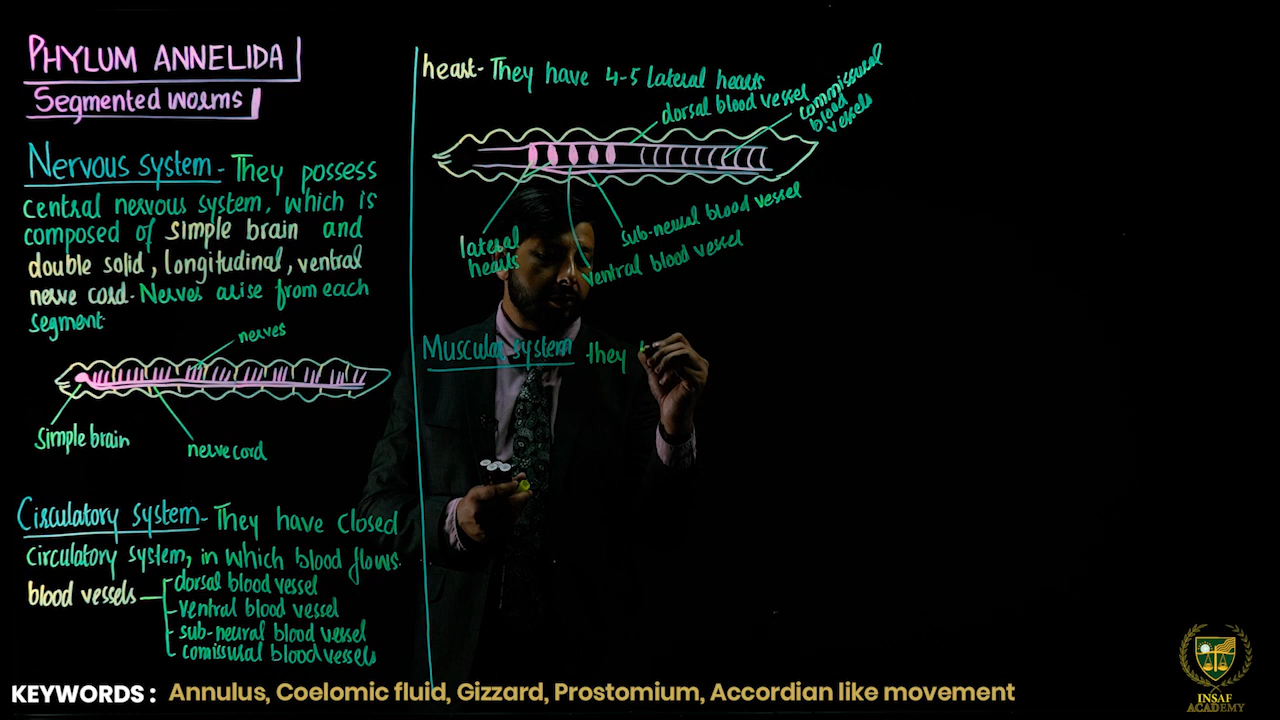 PHYLUM ANNELIDA
Segmented worms
Nervous system - They possess
central nervous system, which is
composed of simple brain and
double solid, longitudinal, ventral
nerve cord. Nerves arise from each
segment
nerves
Simple brain
nerve cord
Circulatory system - They have closed
circulatory system, in which blood flows.
blood vessels
dorsal blood vessel
ventral blood vessel
sub-neural blood vessel
comissural blood vessels
heart - They have 4-5 lateral hearts
dorsal blood vessel
commissural
blood
vessels
lateral
hearts
sub-neural blood vessel
ventral blood vessel
Muscular system they
KEYWORDS : Annulus, Coelomic fluid, Gizzard, Prostomium, Accordian like movement
INSAF
ACADEMY